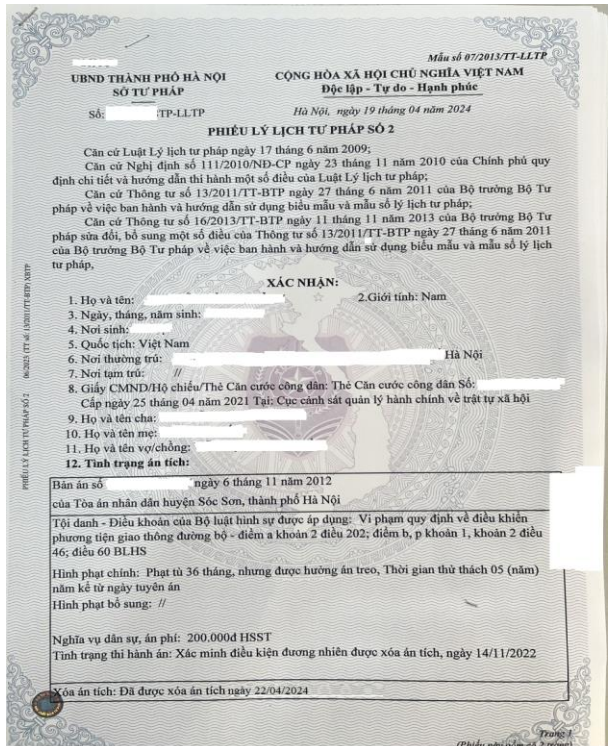 Mẫu số 07/2013/TT-LLTP
UBND THÀNH PHỐ HÀ NỘI
SỞ TƯ PHÁP
CỘNG HÒA XÃ HỘI CHỦ NGHĨA VIỆT NAM
Độc lập - Tự do - Hạnh phúc
Số: TP-LLTP
Hà Nội, ngày 19 tháng 04 năm 2024
PHIẾU LÝ LỊCH TƯ PHÁP SỐ 2
Căn cứ Luật Lý lịch tư pháp ngày 17 tháng 6 năm 2009;
Căn cứ Nghị định số 111/2010/NĐ-CP ngày 23 tháng 11 năm 2010 của Chính phủ quy
định chi tiết và hướng dẫn thi hành một số điều của Luật Lý lịch tư pháp;
Căn cứ Thông tư số 13/2011/TT-BTP ngày 27 tháng 6 năm 2011 của Bộ trưởng Bộ Tư
pháp về việc ban hành và hướng dẫn sử dụng biểu mẫu và mẫu sổ lý lịch tư pháp;
Căn cứ Thông tư số 16/2013/TT-BTP ngày 11 tháng 11 năm 2013 của Bộ trưởng Bộ Tư
pháp sửa đổi, bổ sung một số điều của Thông tư số 13/2011/TT-BTP ngày 27 tháng 6 năm 2011
của Bộ trưởng Bộ Tư pháp về việc ban hành và hướng dẫn sử dụng biểu mẫu và mẫu sổ lý lịch
tư pháp,
XÁC NHẬN:
1. Họ và tên:
2.Giới tính: Nam
3. Ngày, tháng, năm sinh:
4. Nơi sinh:
5. Quốc tịch: Việt Nam
6. Nơi thường trú: Hà Nội
7. Nơi tạm trú: //
8. Giấy CMND/Hộ chiếu/Thẻ Căn cước công dân: Thẻ Căn cước công dân Số:
Cấp ngày 25 tháng 04 năm 2021 Tại: Cục cảnh sát quản lý hành chính về trật tự xã hội
9. Họ và tên cha:
10. Họ và tên mẹ:
11. Họ và tên vợ/chồng:
12. Tình trạng án tích:
Bản án số ngày 6 tháng 11 năm 2012
của Tòa án nhân dân huyện Sóc Sơn, thành phố Hà Nội
Tội danh - Điều khoản của Bộ luật hình sự được áp dụng: Vi phạm quy định về điều khiển
phương tiện giao thông đường bộ - điểm a khoản 2 điều 202; điểm b, p khoản 1, khoản 2 điều
46; điều 60 BLHS
Hình phạt chính: Phạt tù 36 tháng, nhưng được hưởng án treo, Thời gian thử thách 05 (năm)
năm kể từ ngày tuyên án
Hình phạt bổ sung: //
Nghĩa vụ dân sự, án phí: 200.000đ HSST
Tình trạng thi hành án: Xác minh điều kiện đương nhiên được xóa án tích, ngày 14/11/2022
Xóa án tích: Đã được xóa án tích ngày 22/04/2024
Trang 1
PHIẾU LÝ LỊCH TƯ PHÁP SỐ 2